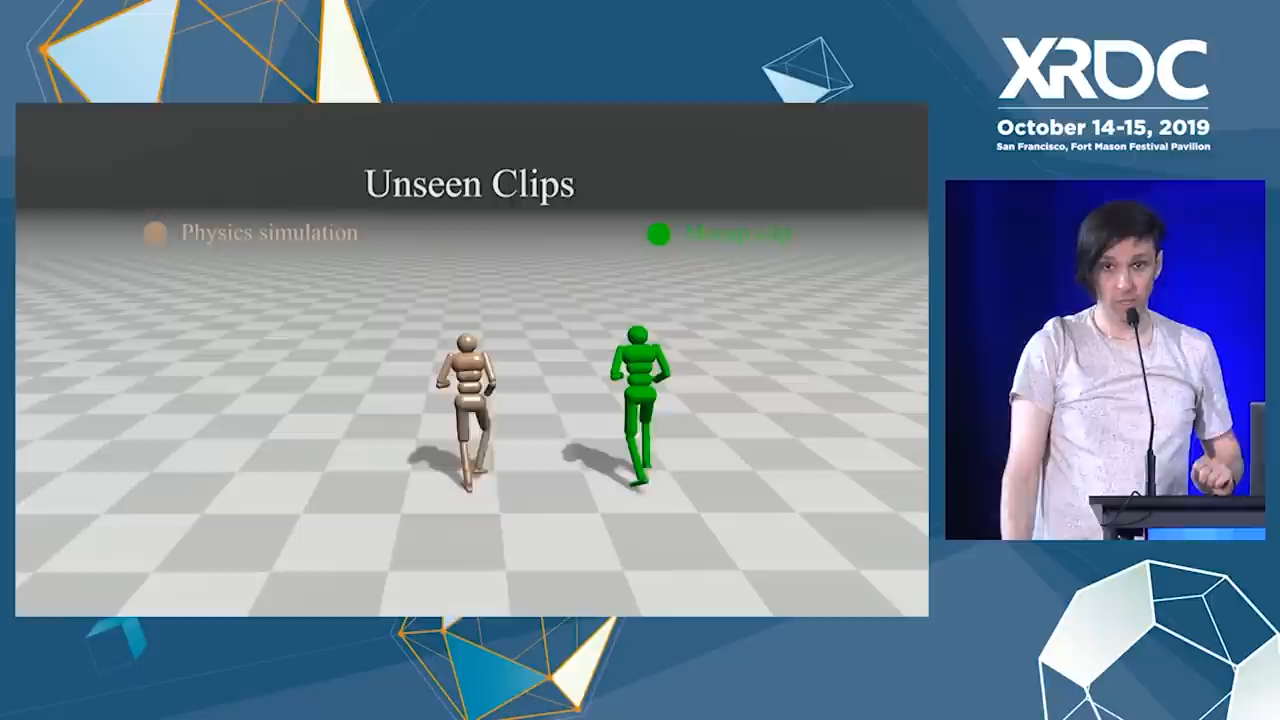 XRDC
October 14-15, 2019
San Francisco, Fort Mason Festival Pavilion
Unseen Clips
Physics simulation